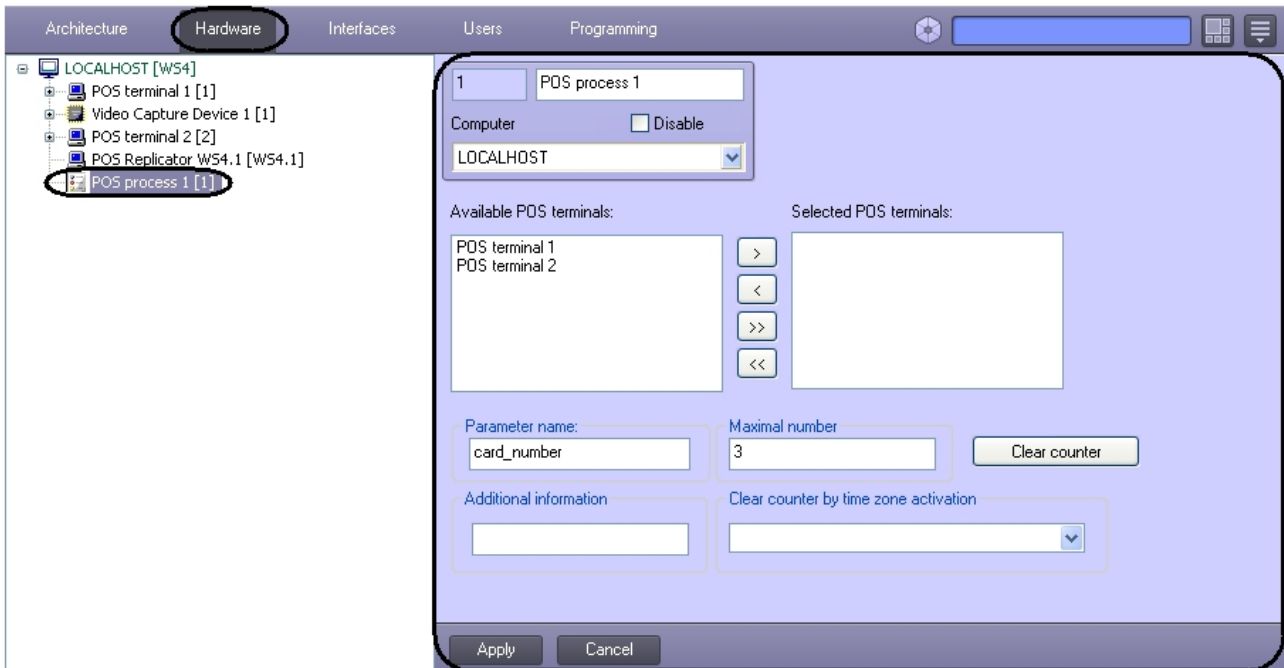 Architecture Hardware Interfaces Users Programming
LOCALHOST [WS4]
POS terminal 1 [1]
Video Capture Device 1 [1]
POS terminal 2 [2]
POS Replicator WS4.1 [WS4.1]
POS process 1 [1]
1 POS process 1
Computer Disable
LOCALHOST
Available POS terminals: Selected POS terminals:
POS terminal 1
POS terminal 2
>
<
>>
<<
Parameter name: Maximal number
card_number 3 Clear counter
Additional information Clear counter by time zone activation
Apply Cancel